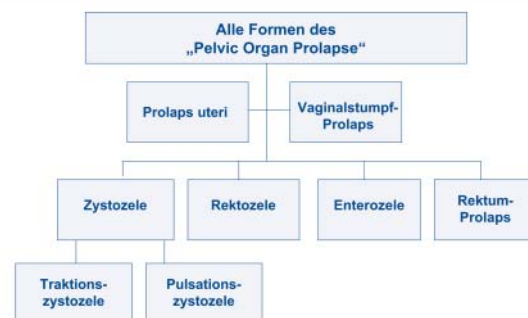 Alle Formen des
„Pelvic Organ Prolapse“
Prolaps uteri
Vaginalstumpf-
Prolaps
Zystozele
Rektozele
Enterozele
Rektum-
Prolaps
Traktions-
zystozele
Pulsations-
zystozele